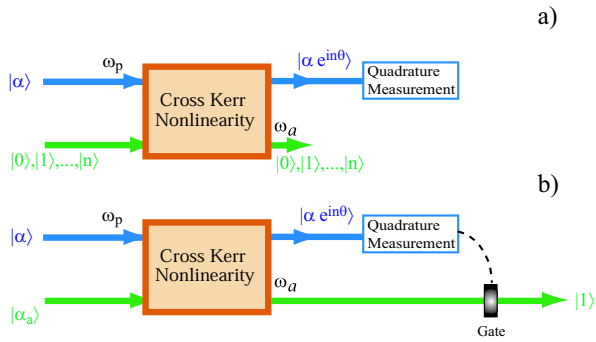 a)
ω_p
|α⟩
|α e^{inθ}⟩
Quadrature
Measurement
Cross Kerr
Nonlinearity
ω_a
|0⟩,|1⟩,...,|n⟩
|0⟩,|1⟩,...,|n⟩
b)
ω_p
|α⟩
|α e^{inθ}⟩
Quadrature
Measurement
Cross Kerr
Nonlinearity
ω_a
|α_a⟩
|1⟩
Gate